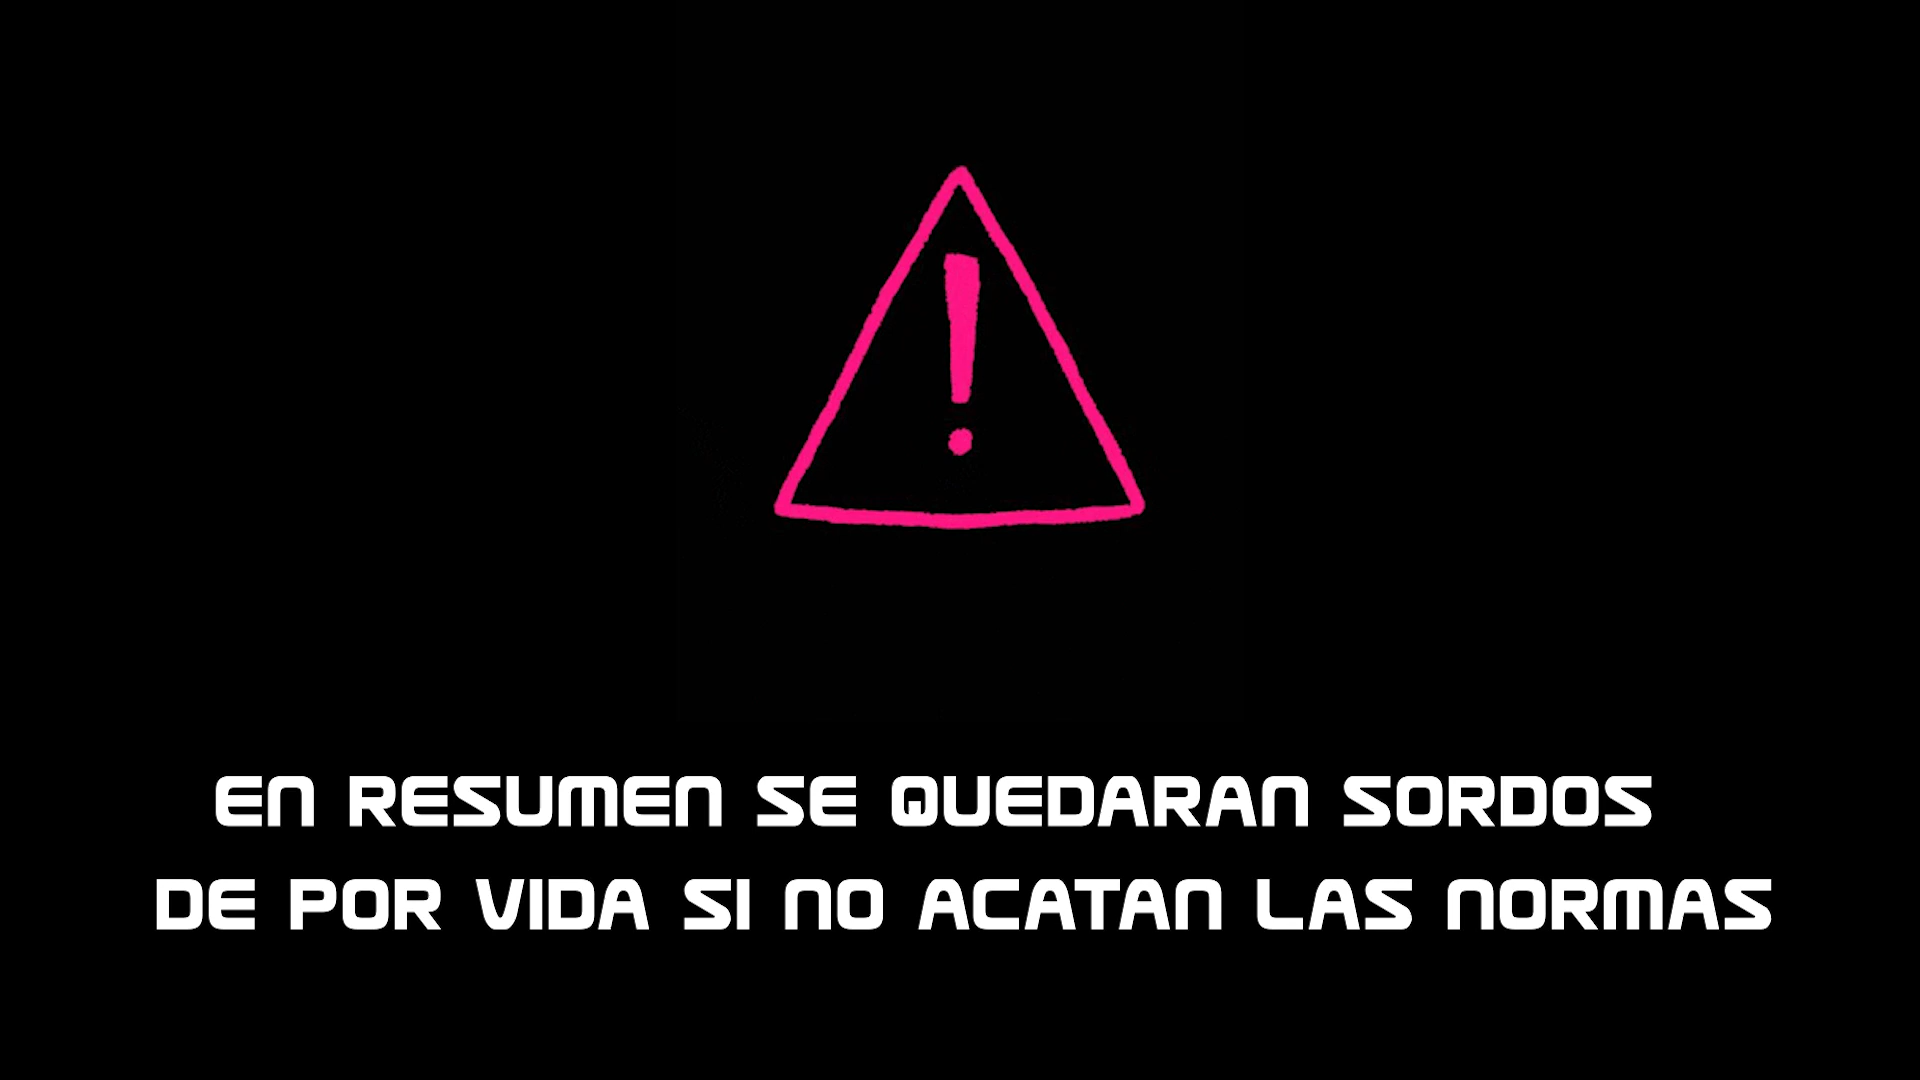 EN RESUMEN SE QUEDARAN SORDOS
DE POR VIDA SI NO ACATAN LAS NORMAS